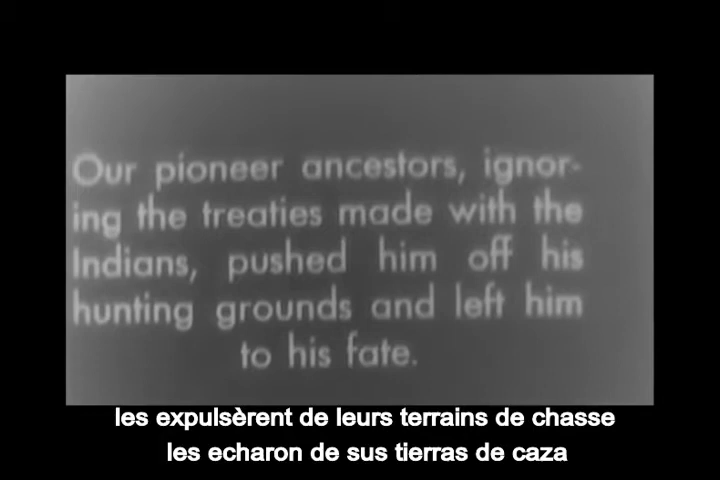 Our pioneer ancestors, ignor-
ing the treaties made with the
Indians, pushed him off his
hunting grounds and left him
to his fate.
les expulsèrent de leurs terrains de chasse
les echaron de sus tierras de caza